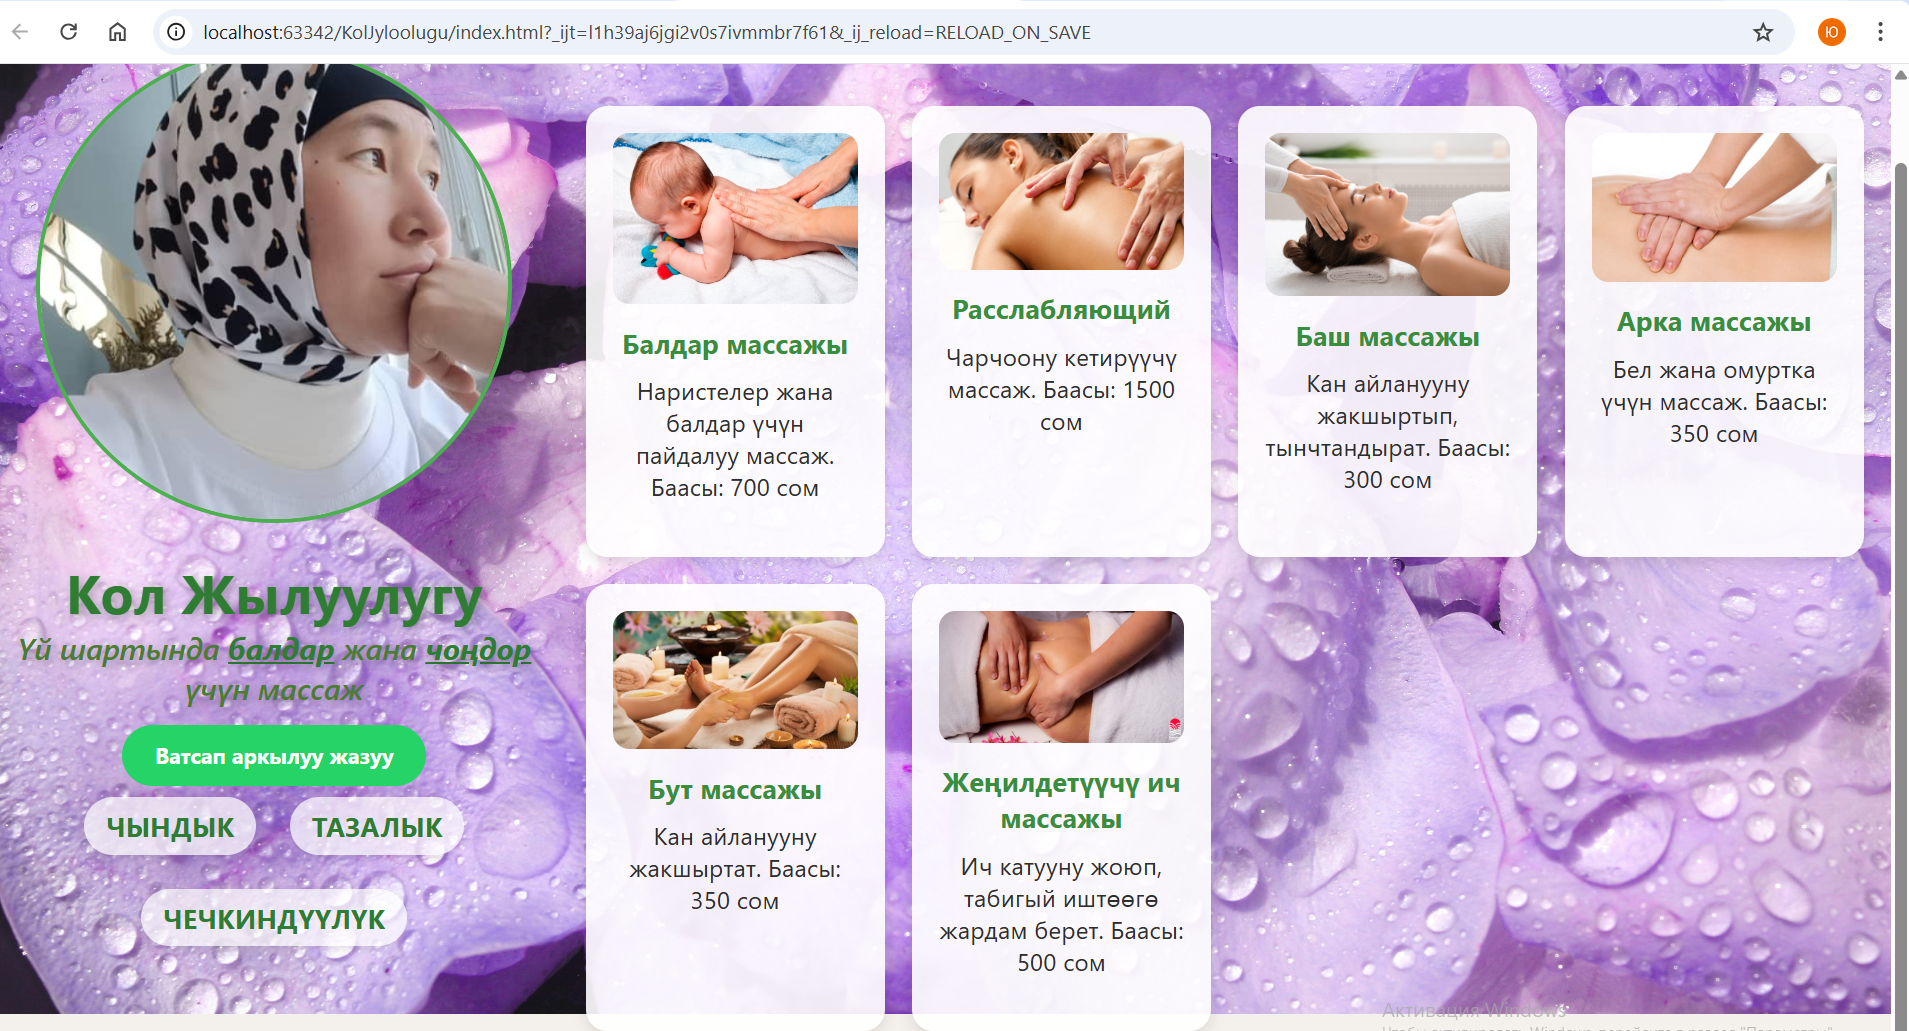 localhost:63342/KolJyloolugu/index.html?_ijt=l1h39aj6jgi2v0s7ivmmbr7f61&_ij_reload=RELOAD_ON_SAVE
Ю
Кол Жылуулугу
Үй шартында балдар жана чоңдор
үчүн массаж
Ватсап аркылуу жазуу
ЧЫНДЫК
ТАЗАЛЫК
ЧЕЧКИНДҮҮЛҮК
Балдар массажы
Наристелер жана
балдар үчүн
пайдалуу массаж.
Баасы: 700 сом
Расслабляющий
Чарчоону кетирүүчү
массаж. Баасы: 1500
сом
Баш массажы
Кан айланууну
жакшыртып,
тынчтандырат. Баасы:
300 сом
Арка массажы
Бел жана омуртка
үчүн массаж. Баасы:
350 сом
Бут массажы
Кан айланууну
жакшыртат. Баасы:
350 сом
Жеңилдетүүчү ич
массажы
Ич катууну жоюп,
табигый иштөөгө
жардам берет. Баасы:
500 сом
Активация Windows